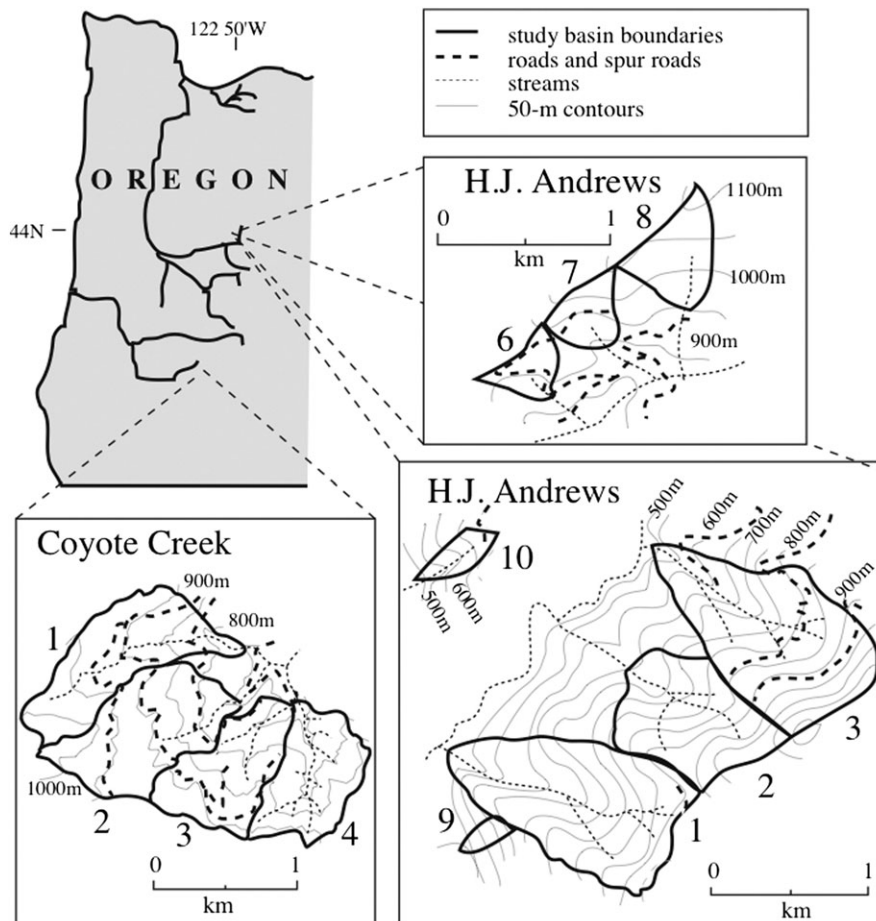 122 50'W
OREGON
44N
study basin boundaries
roads and spur roads
streams
50-m contours
H.J. Andrews
0 1
km
8
7
6
1100m
1000m
900m
Coyote Creek
900m
800m
1
1000m
2
3
4
0 1
km
H.J. Andrews
10
500m
600m
500m
600m
700m
800m
900m
3
2
1
9
0 1
km